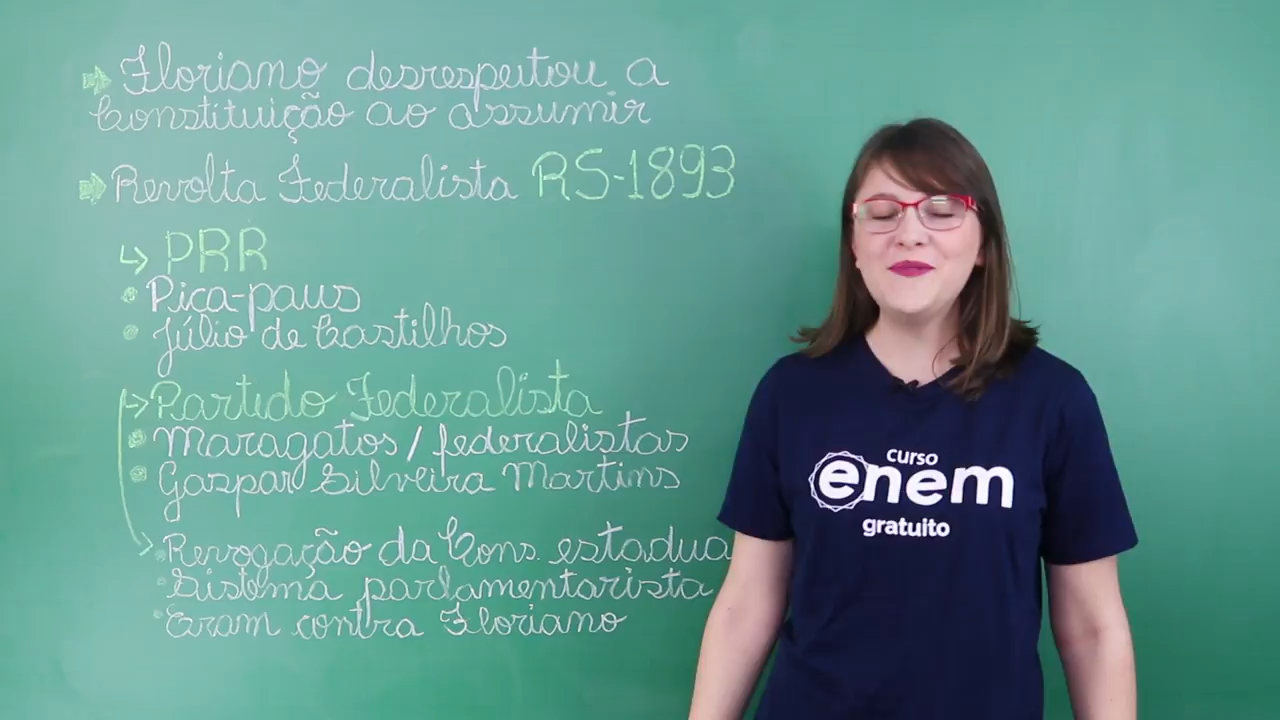 Floriano desrespeitou a
Constituição ao assumir
Revolta Federalista RS-1893
PRR
Pica-paus
Júlio de Castilhos
Partido Federalista
Maragatos / federalistas
Gaspar Silveira Martins
Revogação da Cons. estadua
Sistema parlamentarista
Eram contra Floriano
curso
enem
gratuito